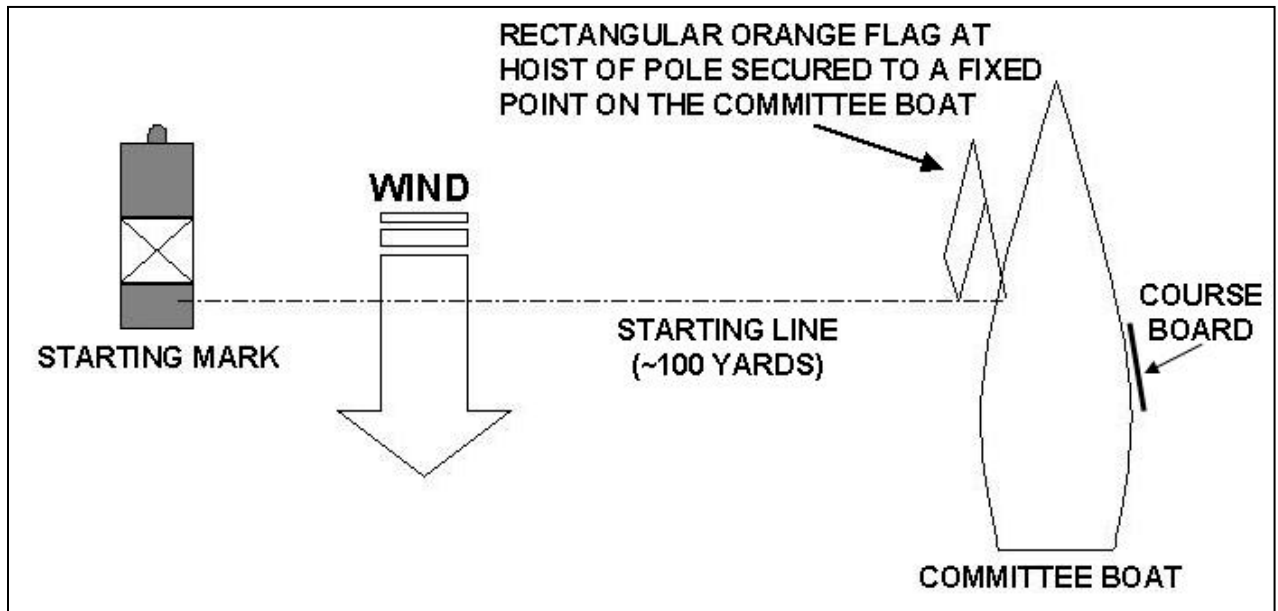 RECTANGULAR ORANGE FLAG AT
HOIST OF POLE SECURED TO A FIXED
POINT ON THE COMMITTEE BOAT
WIND
STARTING MARK
STARTING LINE
(~100 YARDS)
COURSE
BOARD
COMMITTEE BOAT